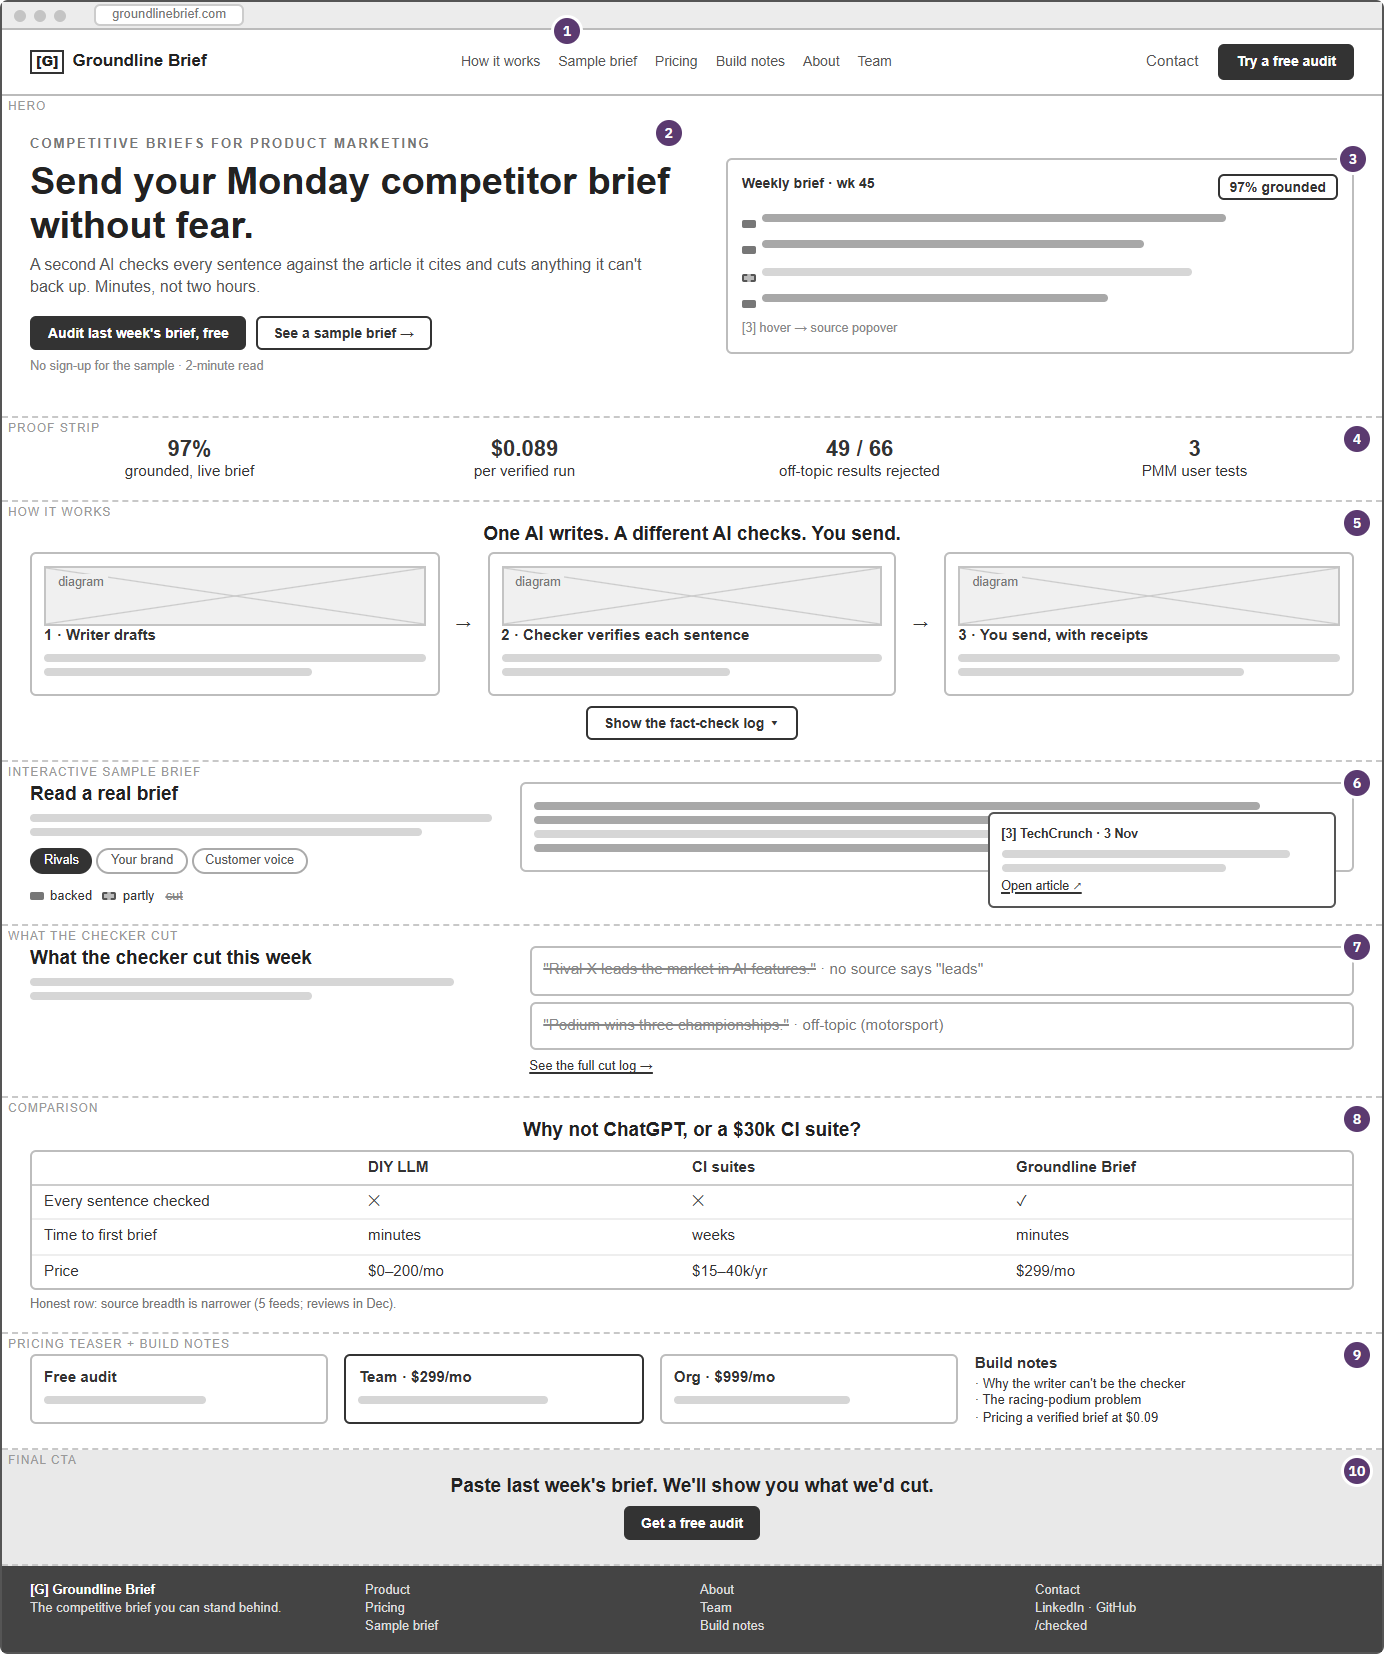 groundlinebrief.com
1
[G] Groundline Brief
How it works Sample brief Pricing Build notes About Team
Contact Try a free audit
HERO
2
COMPETITIVE BRIEFS FOR PRODUCT MARKETING
Send your Monday competitor brief
without fear.
A second AI checks every sentence against the article it cites and cuts anything it can't
back up. Minutes, not two hours.
Audit last week's brief, free See a sample brief →
No sign-up for the sample · 2-minute read
3
Weekly brief · wk 45
97% grounded
[3] hover → source popover
PROOF STRIP
4
97% $0.089 49 / 66 3
grounded, live brief per verified run off-topic results rejected PMM user tests
HOW IT WORKS
5
One AI writes. A different AI checks. You send.
diagram diagram diagram
→ →
1 · Writer drafts 2 · Checker verifies each sentence 3 · You send, with receipts
Show the fact-check log ▾
INTERACTIVE SAMPLE BRIEF
6
Read a real brief
Rivals Your brand Customer voice
backed partly cut
[3] TechCrunch · 3 Nov
Open article ↗
WHAT THE CHECKER CUT
7
What the checker cut this week
"Rival X leads the market in AI features." · no source says "leads"
"Podium wins three championships." · off-topic (motorsport)
See the full cut log →
COMPARISON
8
Why not ChatGPT, or a $30k CI suite?
DIY LLM CI suites Groundline Brief
Every sentence checked ✕ ✕ ✓
Time to first brief minutes weeks minutes
Price $0–200/mo $15–40k/yr $299/mo
Honest row: source breadth is narrower (5 feeds; reviews in Dec).
PRICING TEASER + BUILD NOTES
9
Free audit Team · $299/mo Org · $999/mo
Build notes
· Why the writer can't be the checker
· The racing-podium problem
· Pricing a verified brief at $0.09
FINAL CTA
10
Paste last week's brief. We'll show you what we'd cut.
Get a free audit
[G] Groundline Brief Product About Contact
The competitive brief you can stand behind. Pricing Team LinkedIn · GitHub
Sample brief Build notes /checked